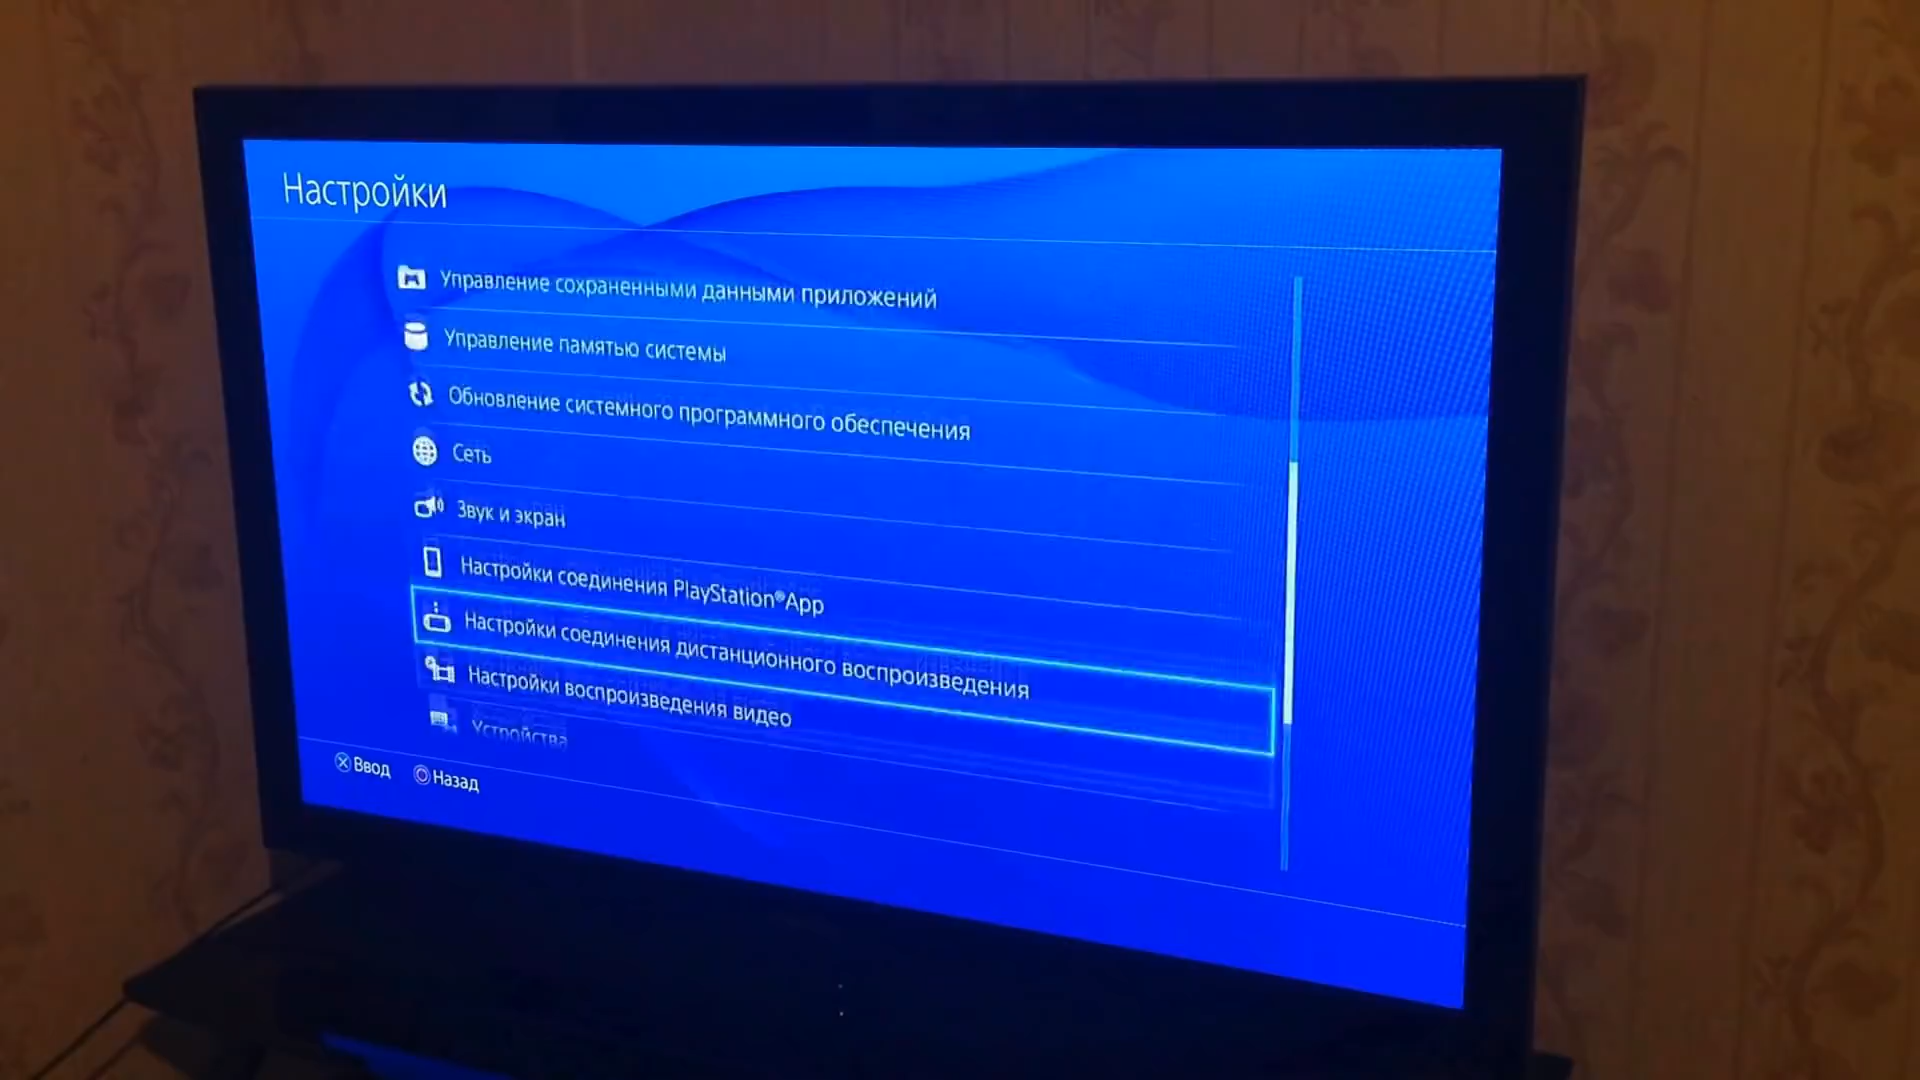 Настройки
Управление сохраненными данными приложений
Управление памятью системы
Обновление системного программного обеспечения
Сеть
Звук и экран
Настройки соединения PlayStation®App
Настройки соединения дистанционного воспроизведения
Настройки воспроизведения видео
Устройства
Ввод Назад